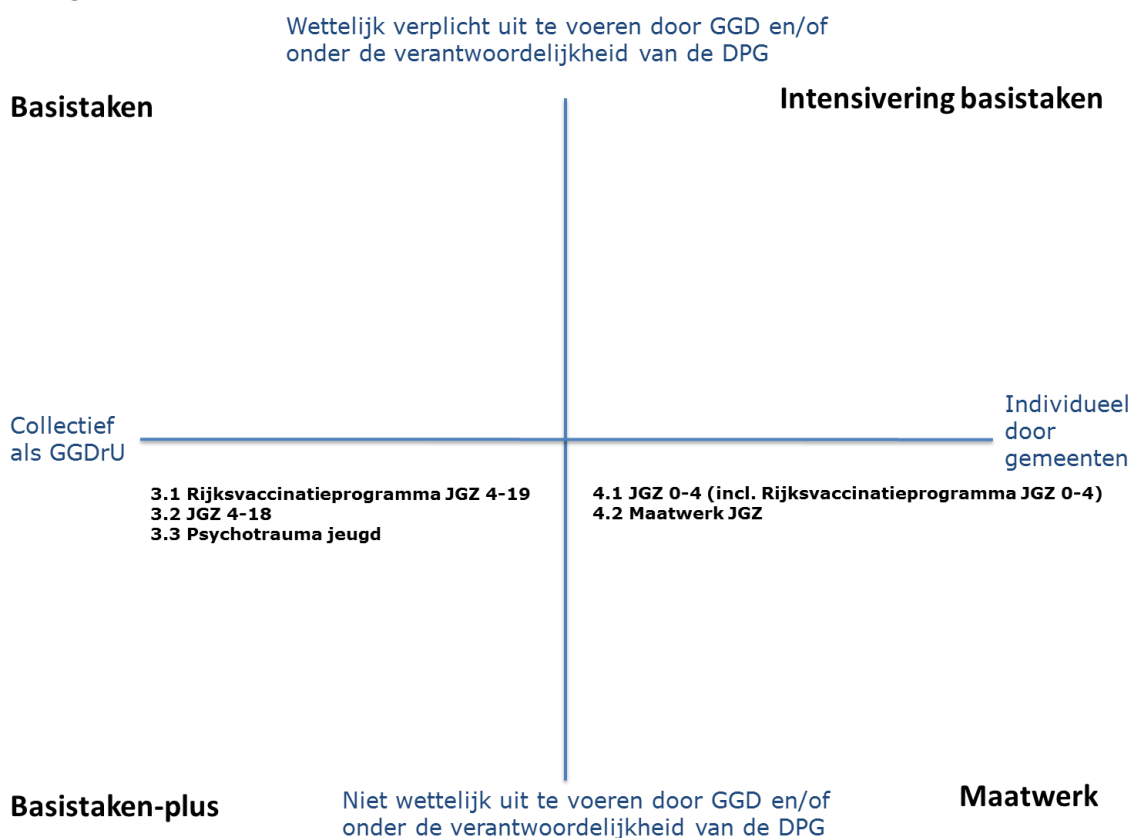 Wettelijk verplicht uit te voeren door GGD en/of
onder de verantwoordelijkheid van de DPG
Basistaken
Intensivering basistaken
Collectief
als GGDrU
Individueel
door
gemeenten
3.1 Rijksvaccinatieprogramma JGZ 4-19
3.2 JGZ 4-18
3.3 Psychotrauma jeugd
4.1 JGZ 0-4 (incl. Rijksvaccinatieprogramma JGZ 0-4)
4.2 Maatwerk JGZ
Basistaken-plus
Niet wettelijk uit te voeren door GGD en/of
onder de verantwoordelijkheid van de DPG
Maatwerk